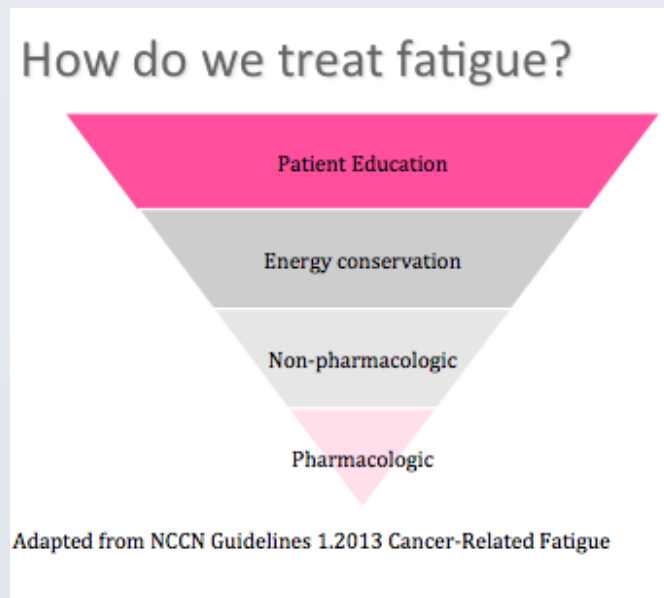 How do we treat fatigue?
Patient Education
Energy conservation
Non-pharmacologic
Pharmacologic
Adapted from NCCN Guidelines 1.2013 Cancer-Related Fatigue